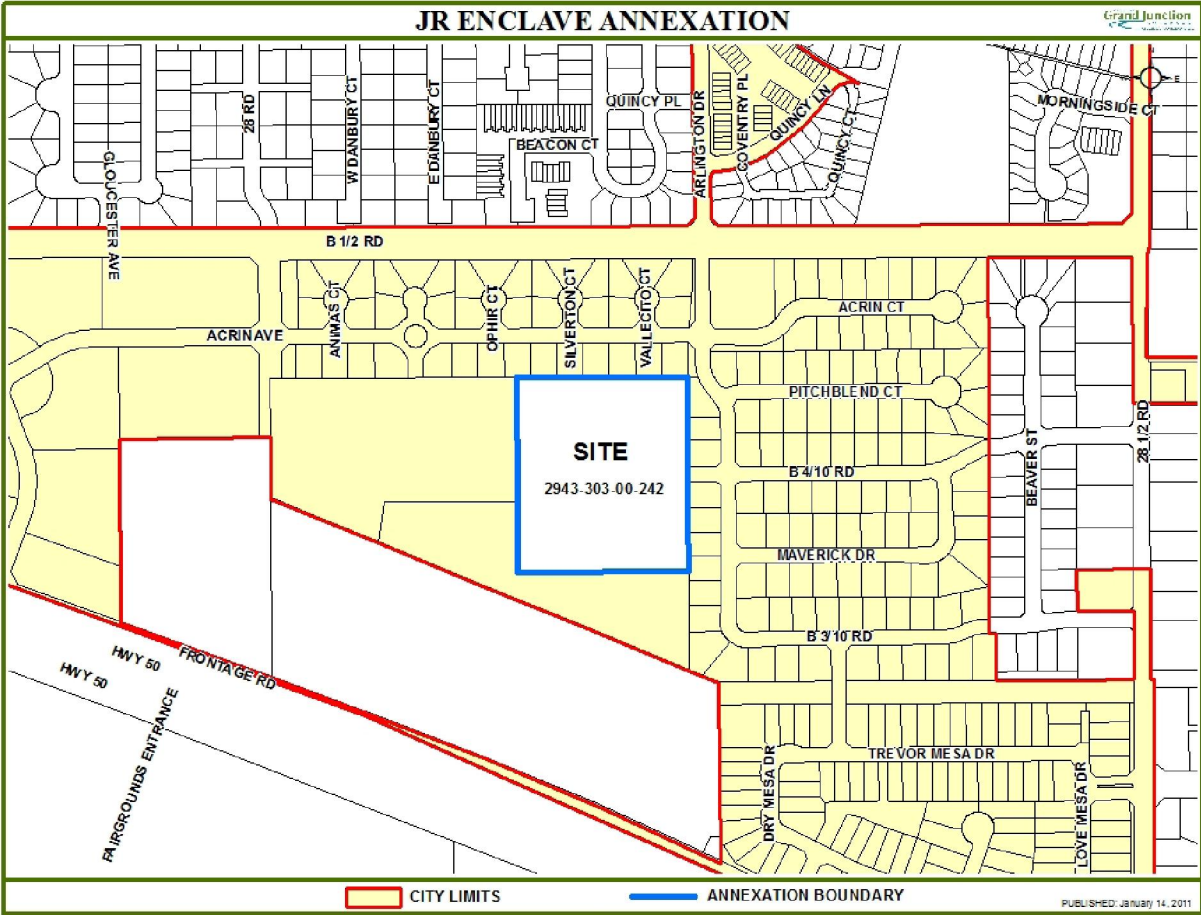 JR ENCLAVE ANNEXATION
Grand Junction
E
28 RD
W DANBURY CT
E DANBURY CT
QUINCY PL
BEACON CT
ARLINGTON DR
COVENTRY PL
QUINCY LN
QUINCY CT
MORNINGSIDE CT
GLOUCESTER AVE
B 1/2 RD
ANIMAS CT
OPHIR CT
SILVERTON CT
VALLECITO CT
ACRIN CT
ACRIN AVE
PITCHBLEND CT
SITE
2943-303-00-242
B 4/10 RD
BEAVER ST
28 1/2 RD
MAVERICK DR
B 3/10 RD
HWY 50
HWY 50
FRONTAGE RD
FAIRGROUNDS ENTRANCE
DRY MESA DR
TREVOR MESA DR
LOVE MESA DR
CITY LIMITS
ANNEXATION BOUNDARY
PUBLISHED: January 14, 2011